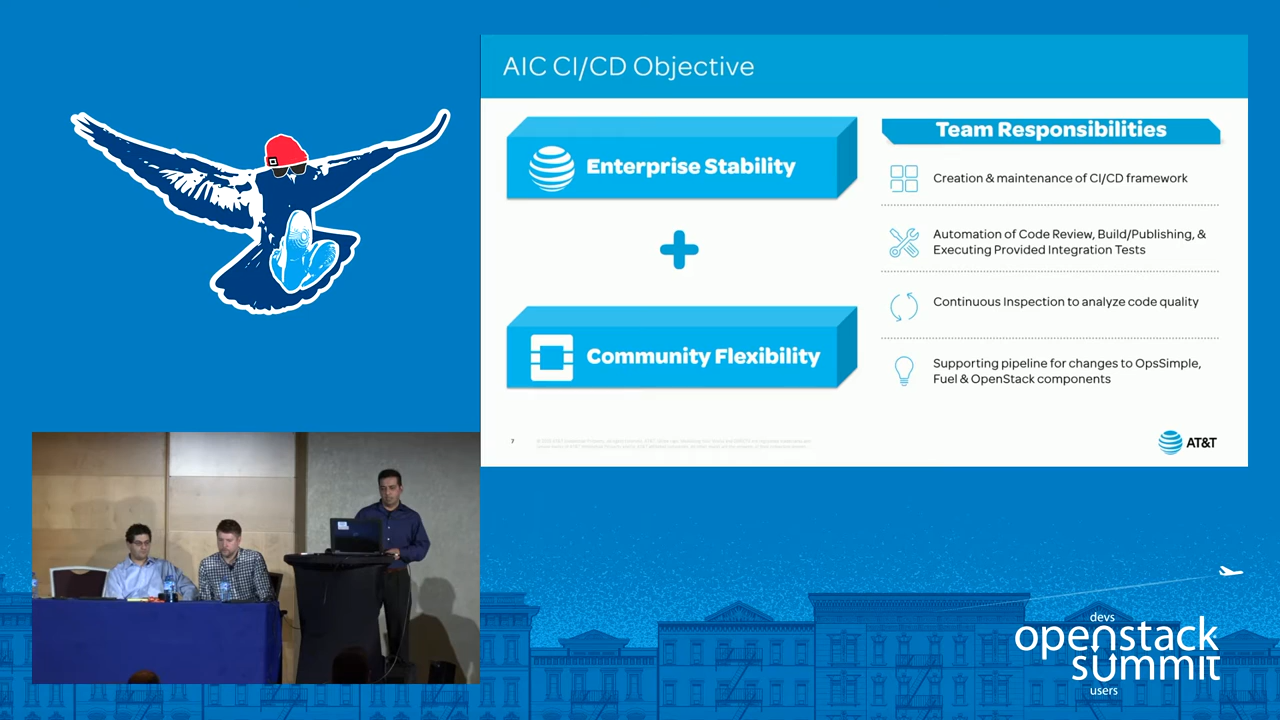 AIC CI/CD Objective
Enterprise Stability
Community Flexibility
Team Responsibilities
Creation & maintenance of CI/CD framework
Automation of Code Review, Build/Publishing, &
Executing Provided Integration Tests
Continuous Inspection to analyze code quality
Supporting pipeline for changes to OpsSimple,
Fuel & OpenStack components
7
AT&T
devs
openstack
summit
users